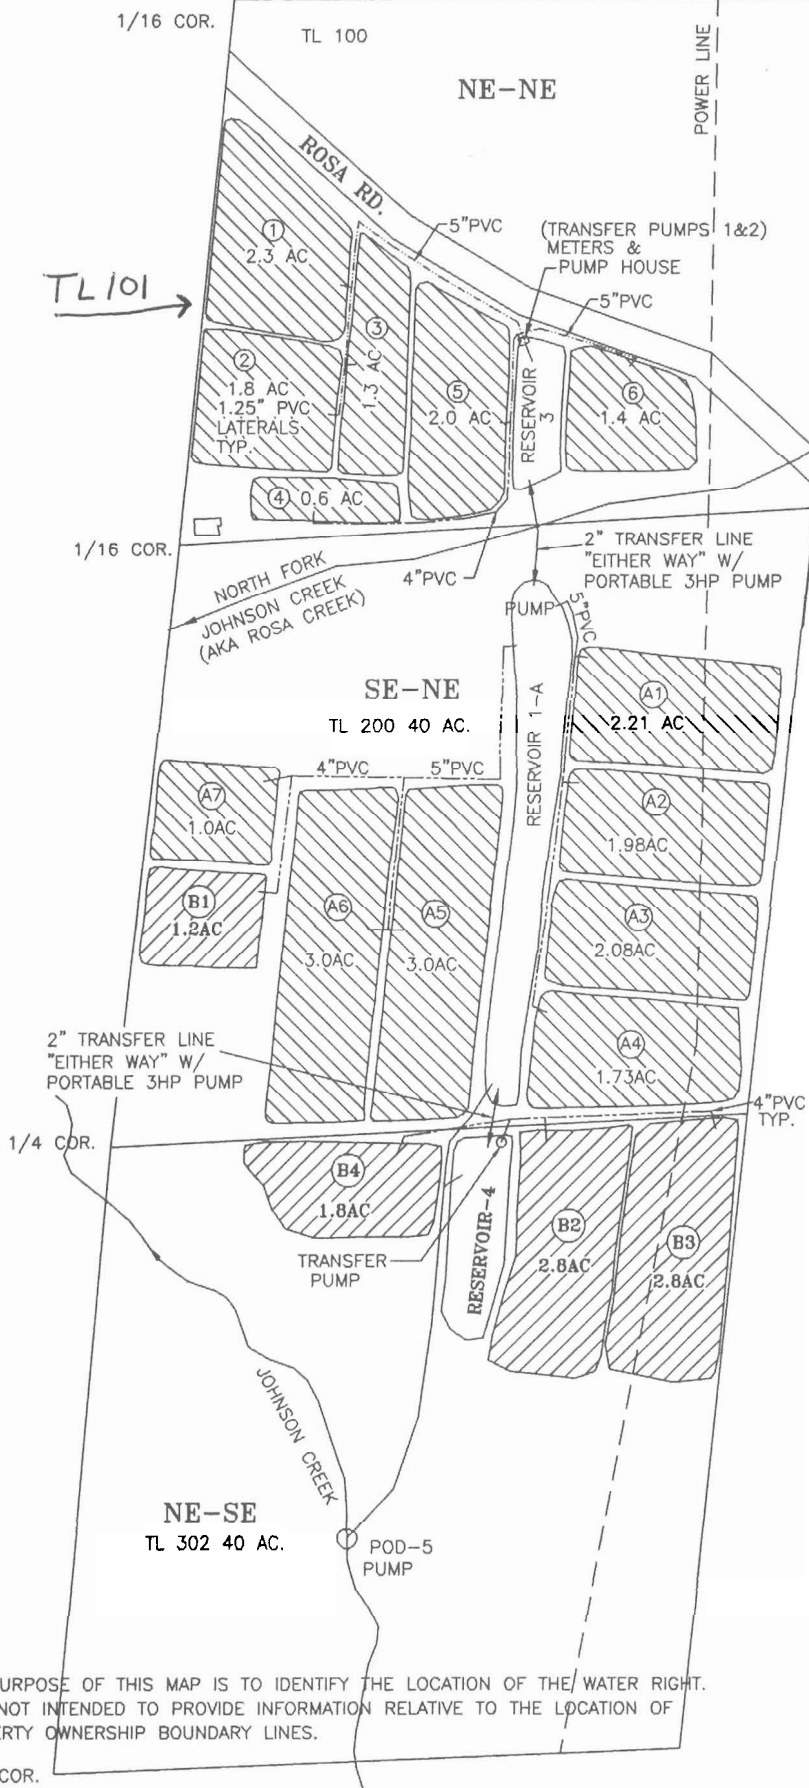 1/16 COR.
TL 100
NE-NE
POWER LINE
ROSA RD.
5"PVC
(TRANSFER PUMPS 1&2)
METERS &
PUMP HOUSE
5"PVC
TL 101
1
2.3 AC
2
1.8 AC
1.25" PVC
LATERALS
TYP.
3
1.3 AC
5
2.0 AC
RESERVOIR
3
6
1.4 AC
4 0.6 AC
1/16 COR.
4"PVC
2" TRANSFER LINE
"EITHER WAY" W/
PORTABLE 3HP PUMP
NORTH FORK
JOHNSON CREEK
(AKA ROSA CREEK)
PUMP
5"PVC
SE-NE
TL 200 40 AC.
RESERVOIR 1-A
A1
2.21 AC
4"PVC
5"PVC
A7
1.0AC
A2
1.98AC
B1
1.2AC
A6
3.0AC
A5
3.0AC
A3
2.08AC
A4
1.73AC
2" TRANSFER LINE
"EITHER WAY" W/
PORTABLE 3HP PUMP
4"PVC
TYP.
1/4 COR.
B4
1.8AC
TRANSFER
PUMP
RESERVOIR-4
B2
2.8AC
B3
2.8AC
JOHNSON CREEK
NE-SE
TL 302 40 AC.
POD-5
PUMP
URPOSE OF THIS MAP IS TO IDENTIFY THE LOCATION OF THE WATER RIGHT.
NOT INTENDED TO PROVIDE INFORMATION RELATIVE TO THE LOCATION OF
ERTY OWNERSHIP BOUNDARY LINES.
COR.